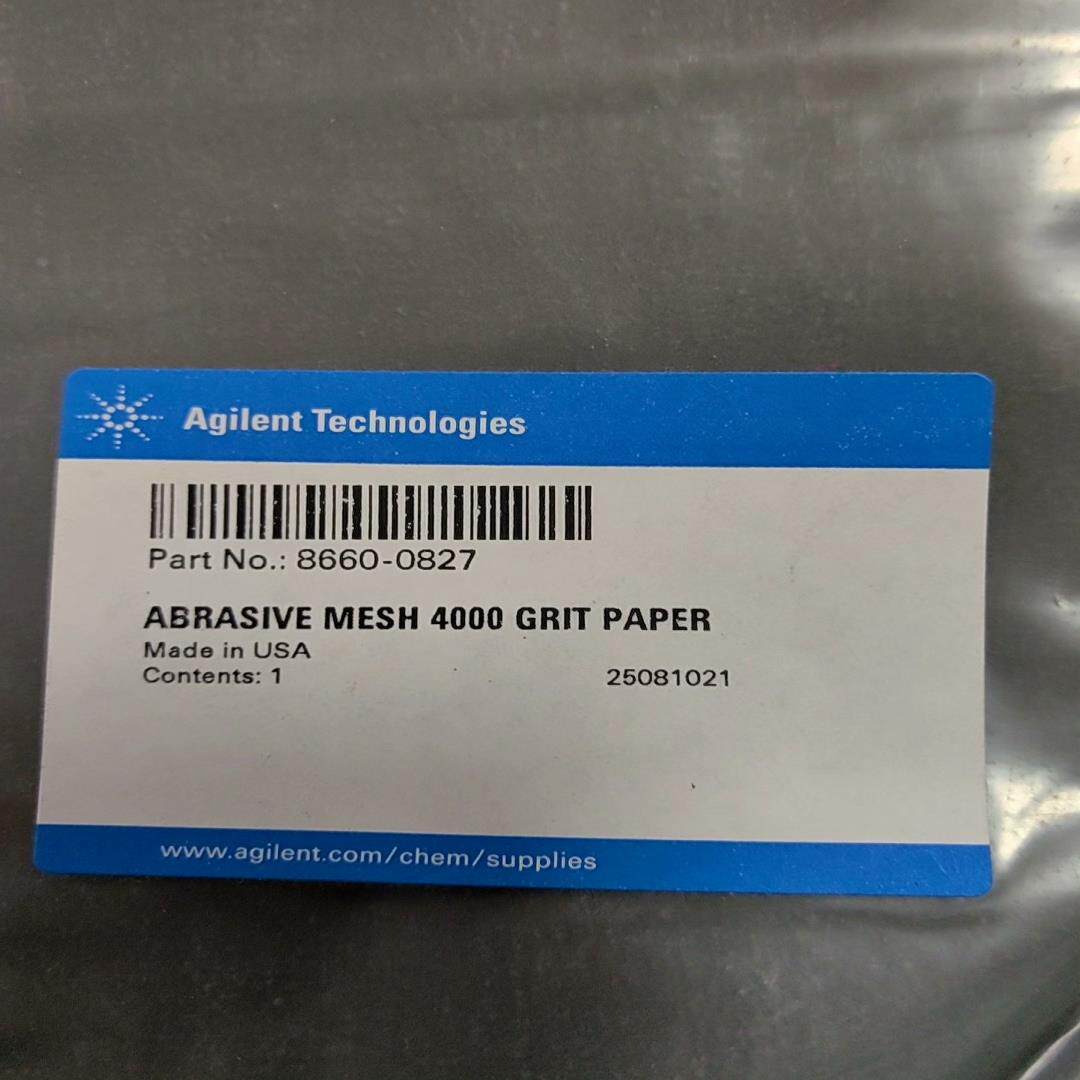 Agilent Technologies
Part No.: 8660-0827
ABRASIVE MESH 4000 GRIT PAPER
Made in USA
Contents: 1 25081021
www.agilent.com/chem/supplies